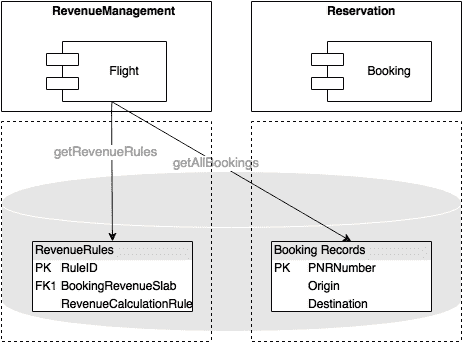 RevenueManagement
Reservation
Flight
Booking
getRevenueRules
getAllBookings
RevenueRules
PK RuleID
FK1 BookingRevenueSlab
RevenueCalculationRule
Booking Records
PK PNRNumber
Origin
Destination